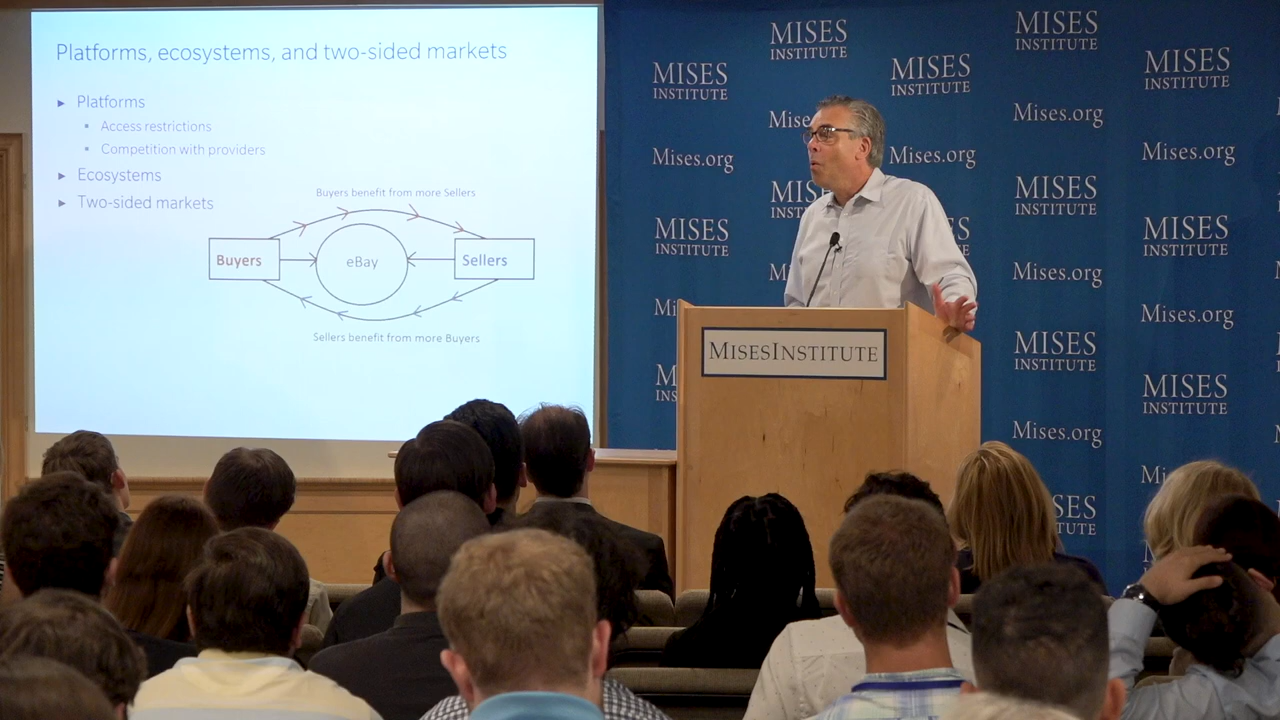 Platforms, ecosystems, and two-sided markets
► Platforms
▪ Access restrictions
▪ Competition with providers
► Ecosystems
► Two-sided markets
Buyers benefit from more Sellers
Buyers
eBay
Sellers
Sellers benefit from more Buyers
MISES
INSTITUTE
MISES
INSTITUTE
MISES
INSTITUTE
MISES
INSTITUTE
MISES
INSTITUTE
Mises.org
Mises.org
Mises.org
Mises.org
MISES
INSTITUTE
MISES
INSTITUTE
MISES
INSTITUTE
Mises.org
Mises.org
MISESINSTITUTE
MISES
INSTITUTE
MISES
INSTITUTE
Mises.org